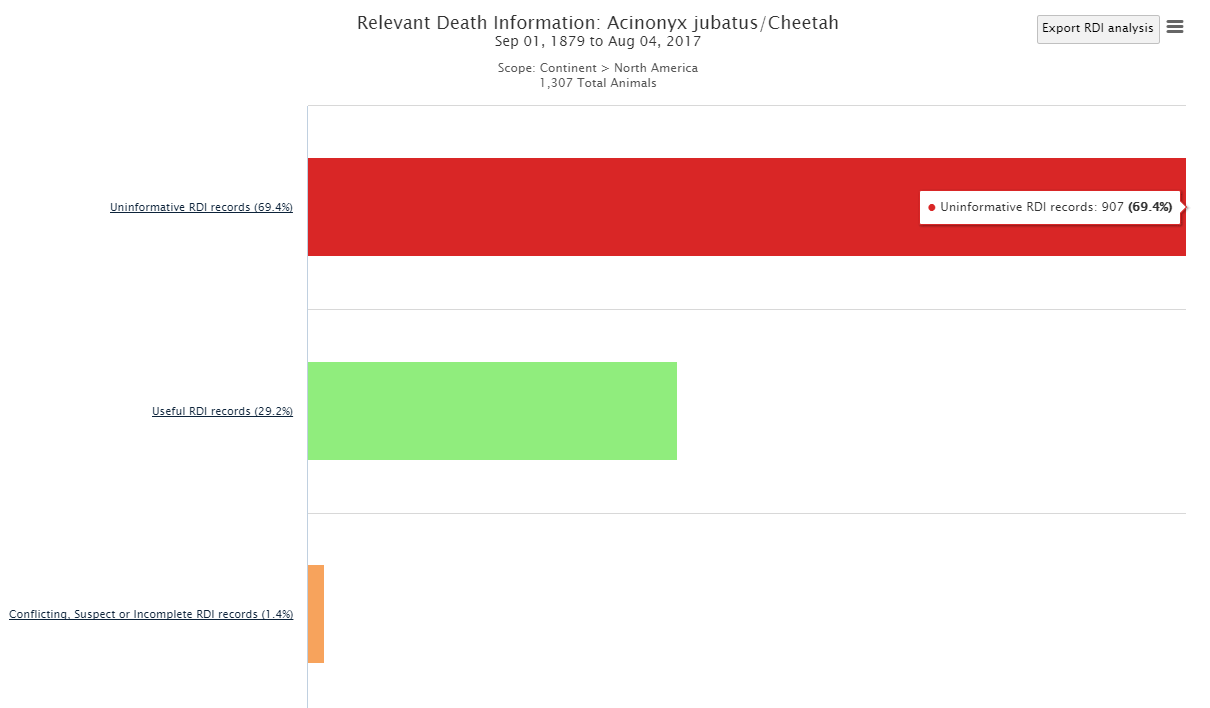 Relevant Death Information: Acinonyx jubatus/Cheetah
Sep 01, 1879 to Aug 04, 2017
Export RDI analysis
Scope: Continent > North America
1,307 Total Animals
Uninformative RDI records (69.4%)
Uninformative RDI records: 907 (69.4%)
Useful RDI records (29.2%)
Conflicting, Suspect or Incomplete RDI records (1.4%)